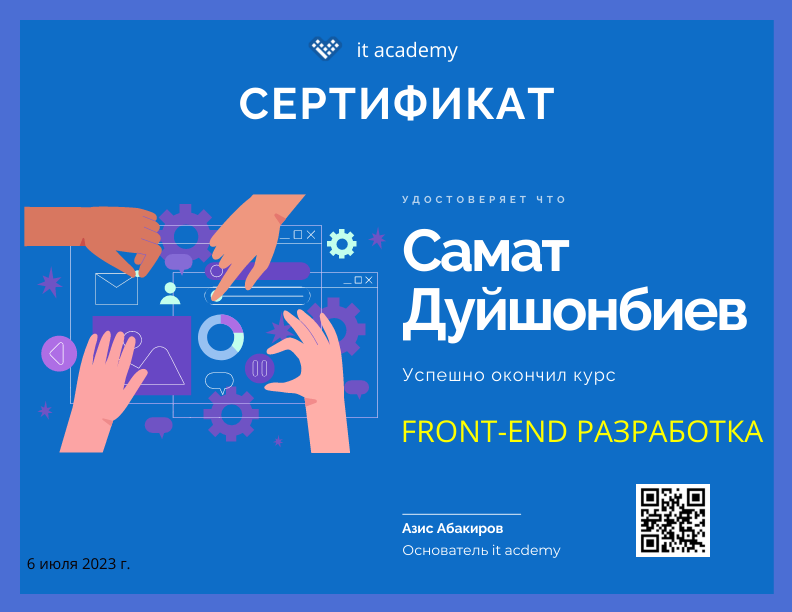 it academy
СЕРТИФИКАТ
УДОСТОВЕРЯЕТ ЧТО
Самат
Дуйшонбиев
Успешно окончил курс
FRONT-END РАЗРАБОТКА
Азис Абакиров
Основатель it acdemy
6 июля 2023 г.